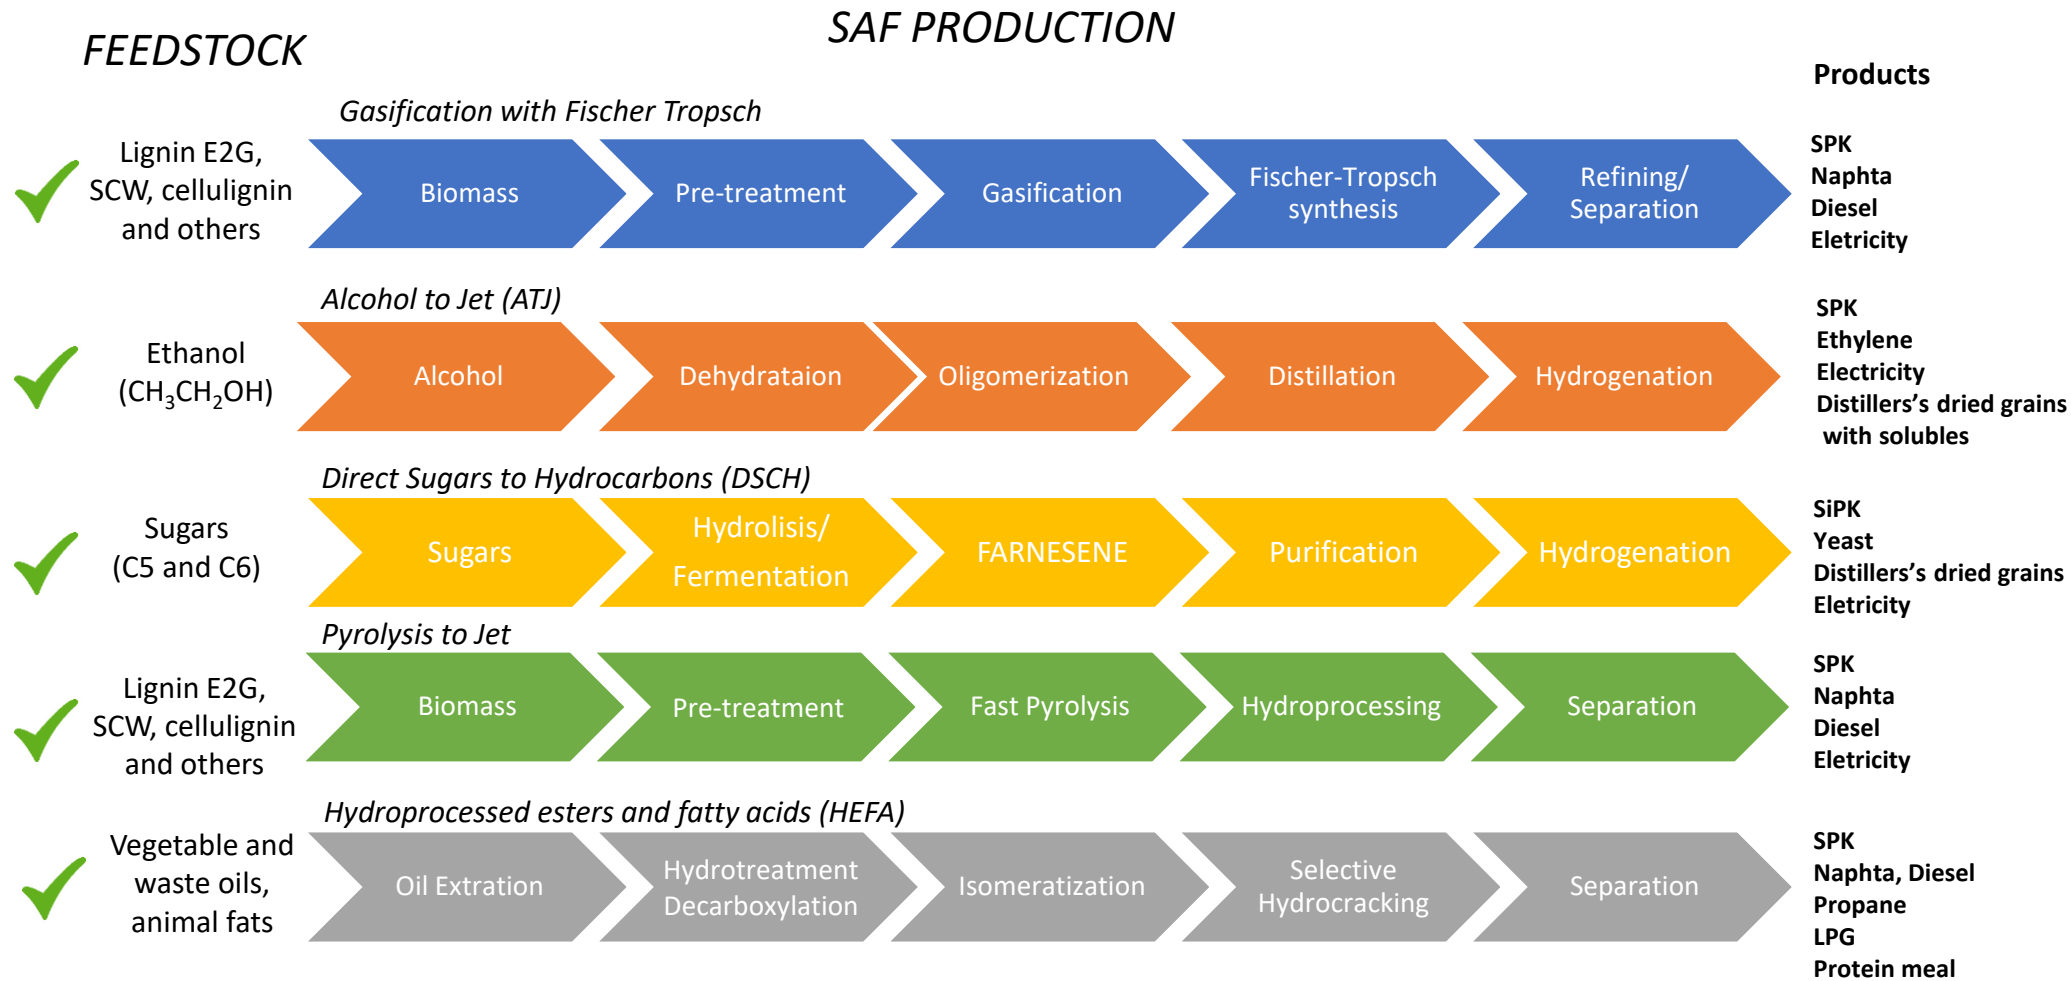 FEEDSTOCK
SAF PRODUCTION
Products
Gasification with Fischer Tropsch
Lignin E2G,
SCW, cellulignin
and others
Biomass
Pre-treatment
Gasification
Fischer-Tropsch
synthesis
Refining/
Separation
SPK
Naphta
Diesel
Eletricity
Alcohol to Jet (ATJ)
Ethanol
(CH₃CH₂OH)
Alcohol
Dehydrataion
Oligomerization
Distillation
Hydrogenation
SPK
Ethylene
Electricity
Distillers's dried grains
with solubles
Direct Sugars to Hydrocarbons (DSCH)
Sugars
(C5 and C6)
Sugars
Hydrolisis/
Fermentation
FARNESENE
Purification
Hydrogenation
SiPK
Yeast
Distillers's dried grains
Eletricity
Pyrolysis to Jet
Lignin E2G,
SCW, cellulignin
and others
Biomass
Pre-treatment
Fast Pyrolysis
Hydroprocessing
Separation
SPK
Naphta
Diesel
Eletricity
Hydroprocessed esters and fatty acids (HEFA)
Vegetable and
waste oils,
animal fats
Oil Extration
Hydrotreatment
Decarboxylation
Isomeratization
Selective
Hydrocracking
Separation
SPK
Naphta, Diesel
Propane
LPG
Protein meal